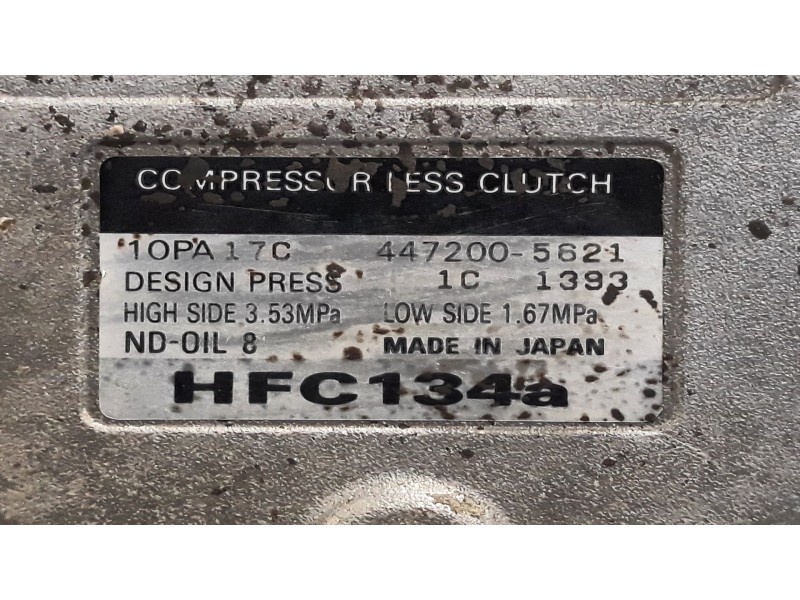 COMPRESSOR LESS CLUTCH
10PA17C 447200-5621
DESIGN PRESS 1C 1393
HIGH SIDE 3.53MPa LOW SIDE 1.67MPa
ND-OIL 8 MADE IN JAPAN
HFC134a